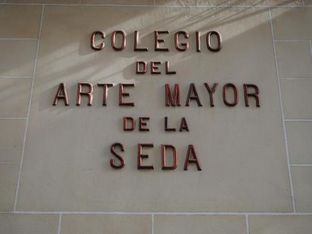 COLEGIO
DEL
ARTE MAYOR
DE LA
SEDA